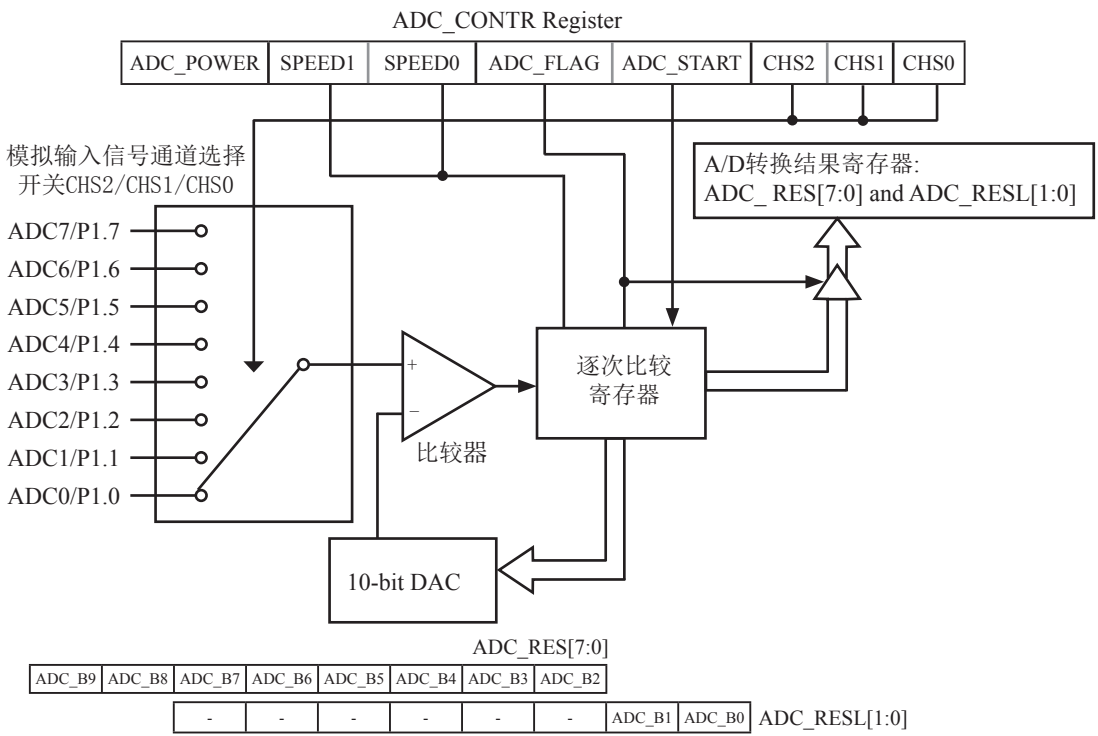 ADC_CONTR Register
ADC_POWER SPEED1 SPEED0 ADC_FLAG ADC_START CHS2 CHS1 CHS0
模拟输入信号通道选择
开关CHS2/CHS1/CHS0
A/D转换结果寄存器:
ADC_ RES[7:0] and ADC_RESL[1:0]
ADC7/P1.7
ADC6/P1.6
ADC5/P1.5
ADC4/P1.4
ADC3/P1.3
ADC2/P1.2
ADC1/P1.1
ADC0/P1.0
+
−
比较器
逐次比较
寄存器
10-bit DAC
ADC_RES[7:0]
ADC_B9 ADC_B8 ADC_B7 ADC_B6 ADC_B5 ADC_B4 ADC_B3 ADC_B2
- - - - - - ADC_B1 ADC_B0 ADC_RESL[1:0]